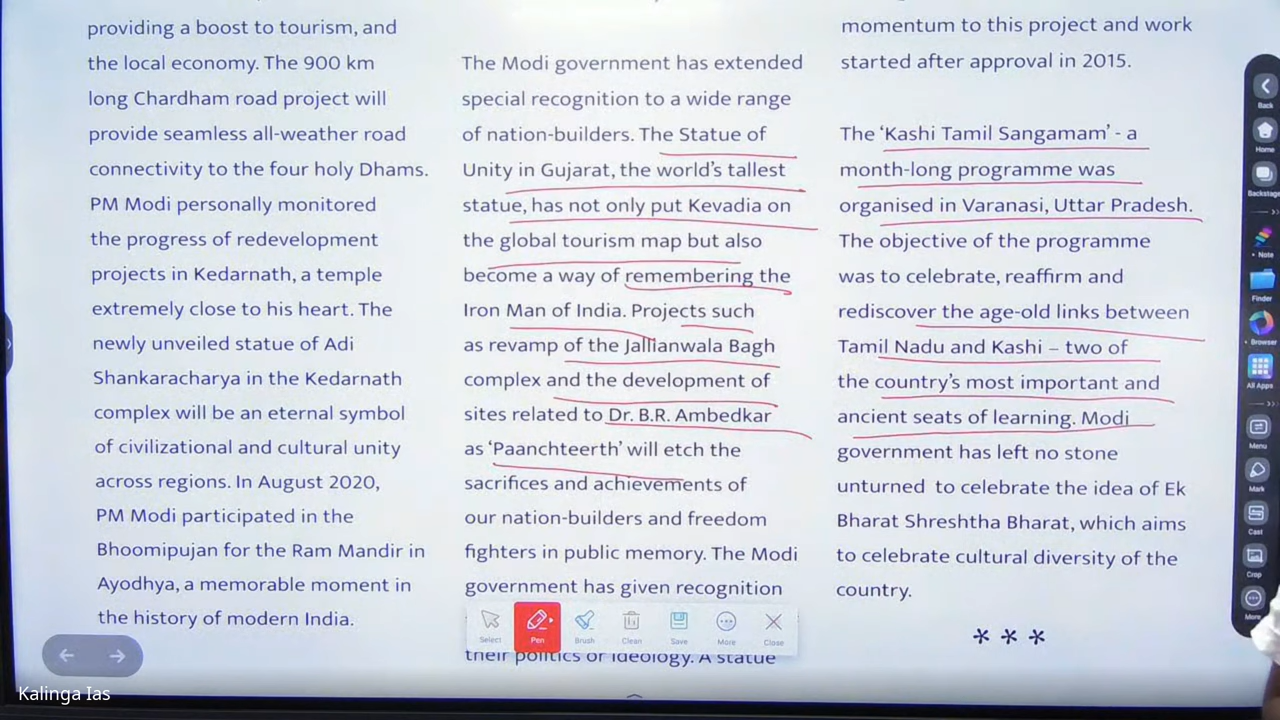 providing a boost to tourism, and
the local economy. The 900 km
long Chardham road project will
provide seamless all-weather road
connectivity to the four holy Dhams.
PM Modi personally monitored
the progress of redevelopment
projects in Kedarnath, a temple
extremely close to his heart. The
newly unveiled statue of Adi
Shankaracharya in the Kedarnath
complex will be an eternal symbol
of civilizational and cultural unity
across regions. In August 2020,
PM Modi participated in the
Bhoomipujan for the Ram Mandir in
Ayodhya, a memorable moment in
the history of modern India.
The Modi government has extended
special recognition to a wide range
of nation-builders. The Statue of
Unity in Gujarat, the world's tallest
statue, has not only put Kevadia on
the global tourism map but also
become a way of remembering the
Iron Man of India. Projects such
as revamp of the Jallianwala Bagh
complex and the development of
sites related to Dr. B.R. Ambedkar
as 'Paanchteerth' will etch the
sacrifices and achievements of
our nation-builders and freedom
fighters in public memory. The Modi
government has given recognition
their politics or ideology. A statue
momentum to this project and work
started after approval in 2015.
The 'Kashi Tamil Sangamam' - a
month-long programme was
organised in Varanasi, Uttar Pradesh.
The objective of the programme
was to celebrate, reaffirm and
rediscover the age-old links between
Tamil Nadu and Kashi – two of
the country's most important and
ancient seats of learning. Modi
government has left no stone
unturned to celebrate the idea of Ek
Bharat Shreshtha Bharat, which aims
to celebrate cultural diversity of the
country.
* * *
Select
Pen
Brush
Clean
Save
More
Close
Back
Home
Backstage
Note
Finder
Browser
All Apps
Menu
Mark
Cast
Crop
More
Kalinga Ias